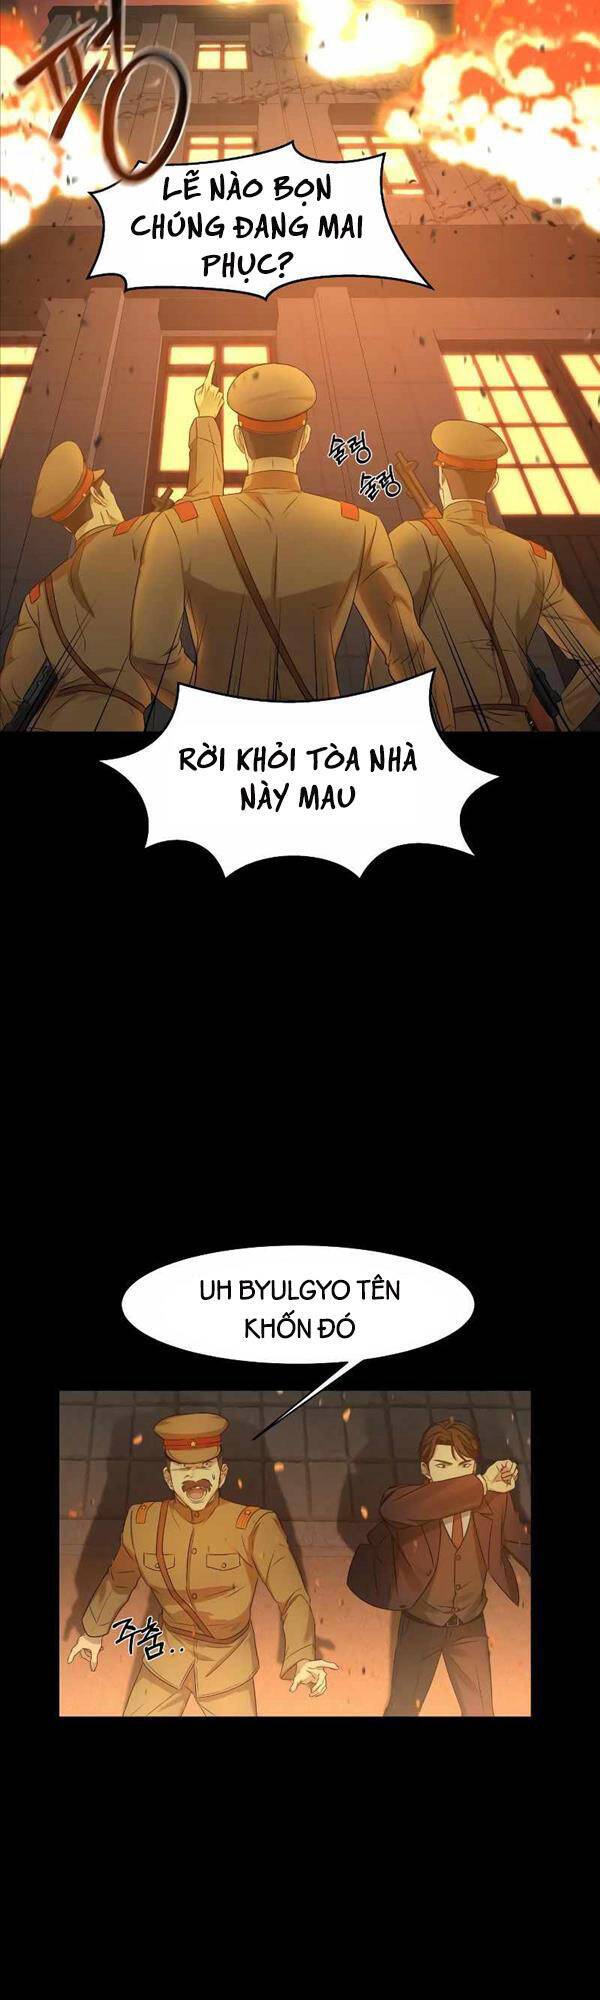 펑
LẼ NÀO BỌN
CHÚNG ĐANG MAI
PHỤC?
술렁
술렁
RỜI KHỎI TÒA NHÀ
NÀY MAU
UH BYULGYO TÊN
KHỐN ĐÓ
주춤..